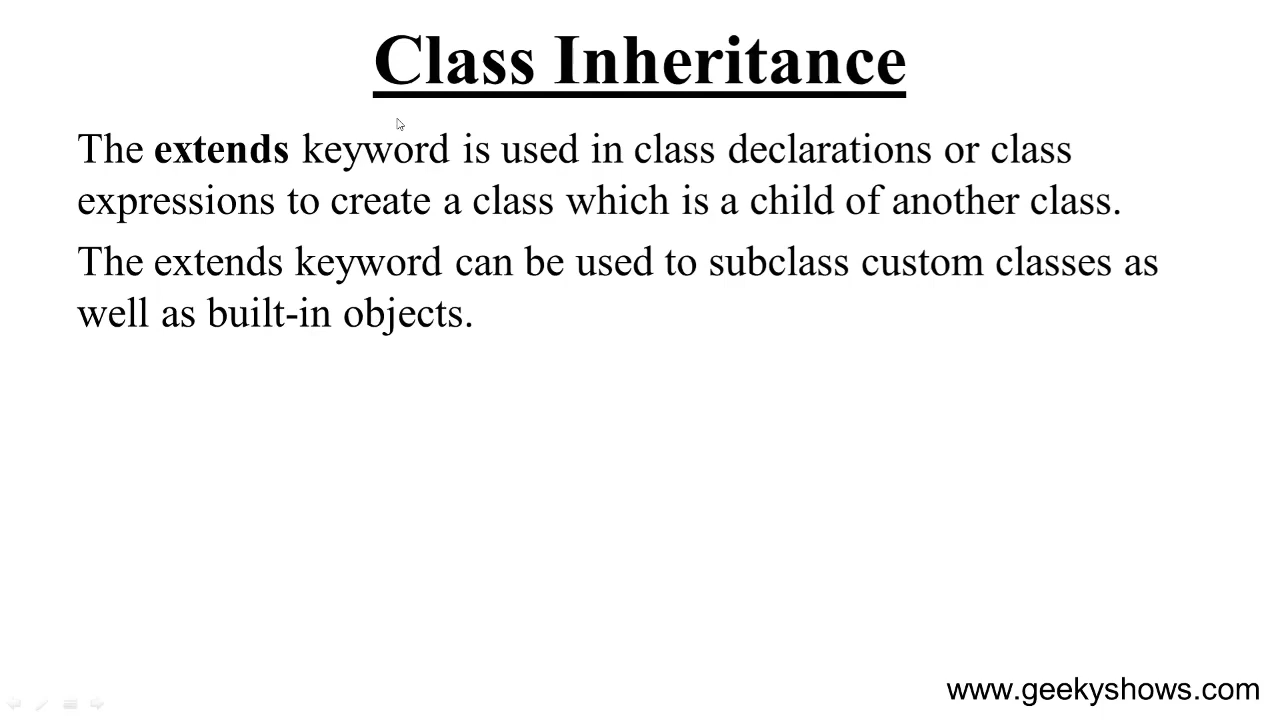 Class Inheritance
The extends keyword is used in class declarations or class
expressions to create a class which is a child of another class.
The extends keyword can be used to subclass custom classes as
well as built-in objects.
www.geekyshows.com